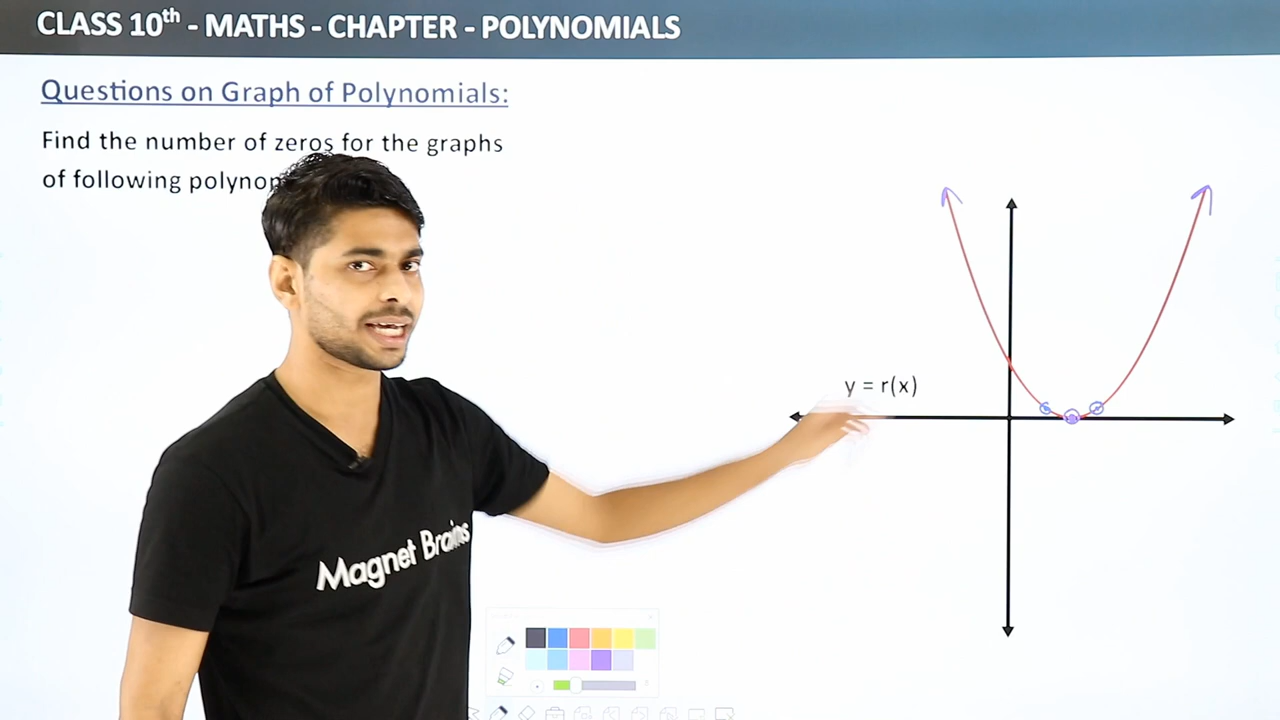 CLASS 10th - MATHS - CHAPTER - POLYNOMIALS
Questions on Graph of Polynomials:
Find the number of zeros for the graphs
of following
y = r(x)
Magnet Brains